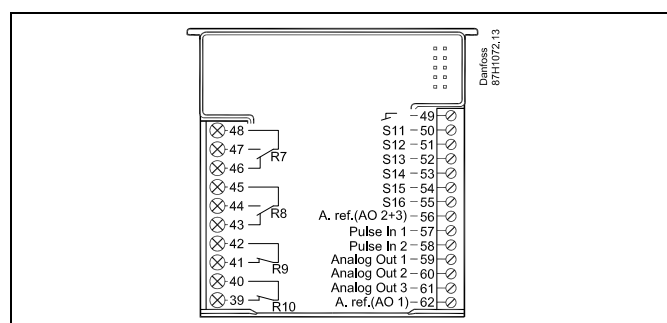 Danfoss
87H1072.13
48
47
R7
46
45
44
R8
43
42
41
R9
40
39
R10
49
S11 - 50
S12 - 51
S13 - 52
S14 - 53
S15 - 54
S16 - 55
A. ref.(AO 2+3) - 56
Pulse In 1 - 57
Pulse In 2 - 58
Analog Out 1 - 59
Analog Out 2 - 60
Analog Out 3 - 61
A. ref.(AO 1) - 62